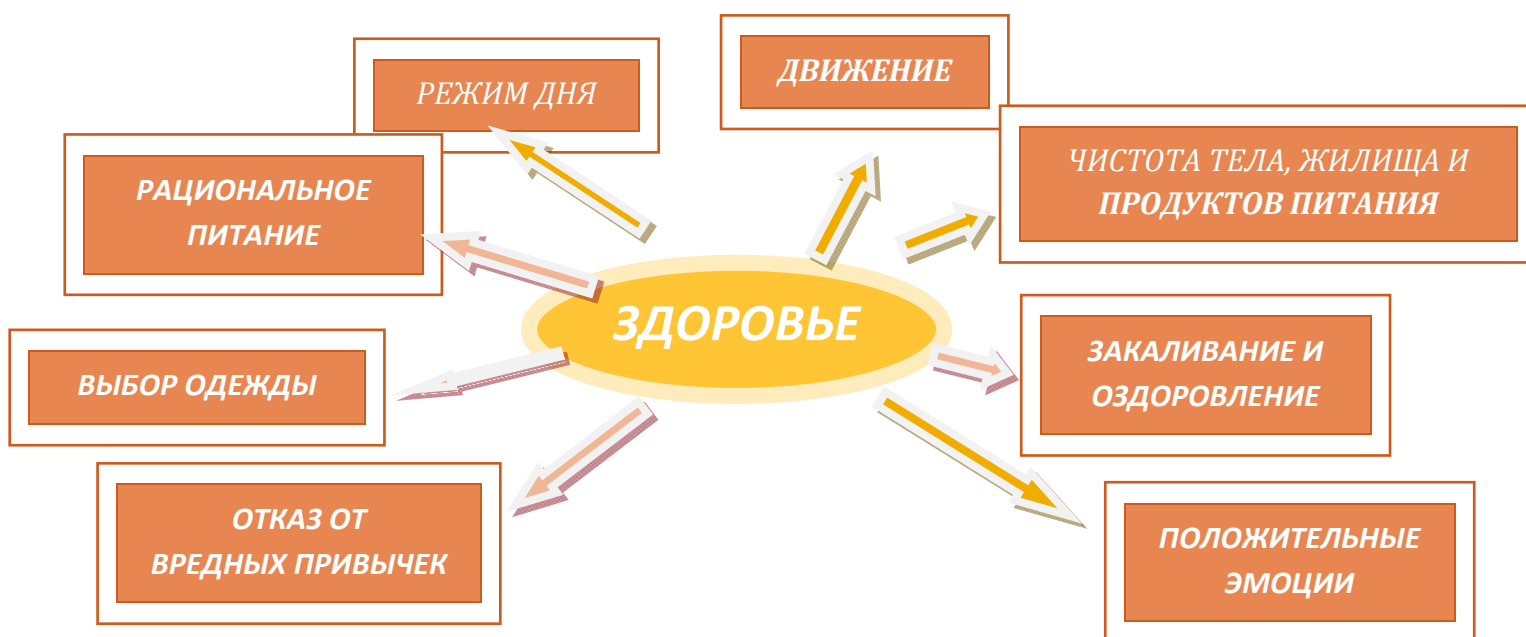 ДВИЖЕНИЕ
РЕЖИМ ДНЯ
ЧИСТОТА ТЕЛА, ЖИЛИЩА И
ПРОДУКТОВ ПИТАНИЯ
РАЦИОНАЛЬНОЕ
ПИТАНИЕ
ЗДОРОВЬЕ
ЗАКАЛИВАНИЕ И
ОЗДОРОВЛЕНИЕ
ВЫБОР ОДЕЖДЫ
ОТКАЗ ОТ
ВРЕДНЫХ ПРИВЫЧЕК
ПОЛОЖИТЕЛЬНЫЕ
ЭМОЦИИ